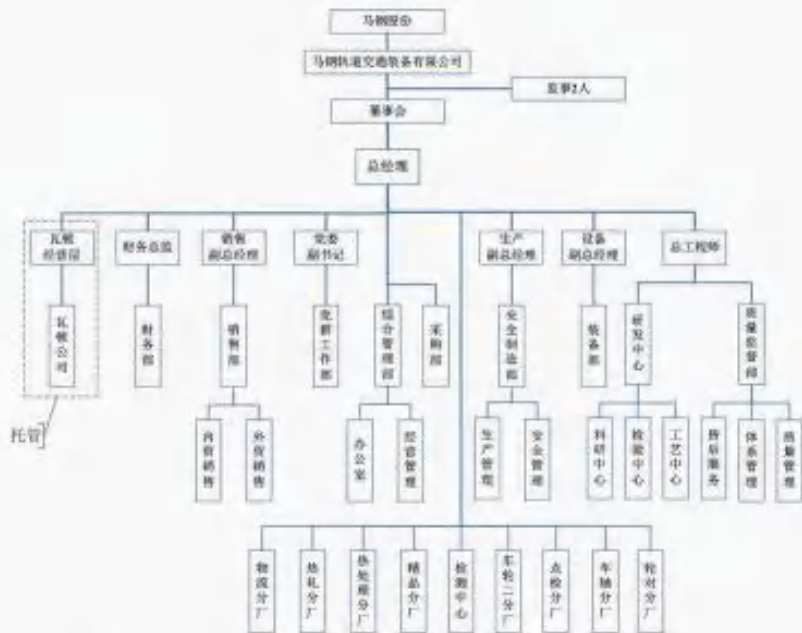 马钢股份
马钢轨道交通装备有限公司
监事2人
董事会
总经理
瓦顿
经营层
财务总监
销售
副总经理
党委
副书记
生产
副总经理
设备
副总经理
总工程师
瓦顿公司
财务部
销售部
党群工作部
综合管理部
采购部
安全制造部
装备部
研发中心
质量监督部
托管
内贸销售
外贸销售
办公室
经营管理
生产管理
安全管理
科研中心
检验中心
工艺中心
售后服务
体系管理
质量管理
物流分厂
热轧分厂
热处理分厂
精品分厂
检测中心
车轮二分厂
点检分厂
车轴分厂
轮对分厂